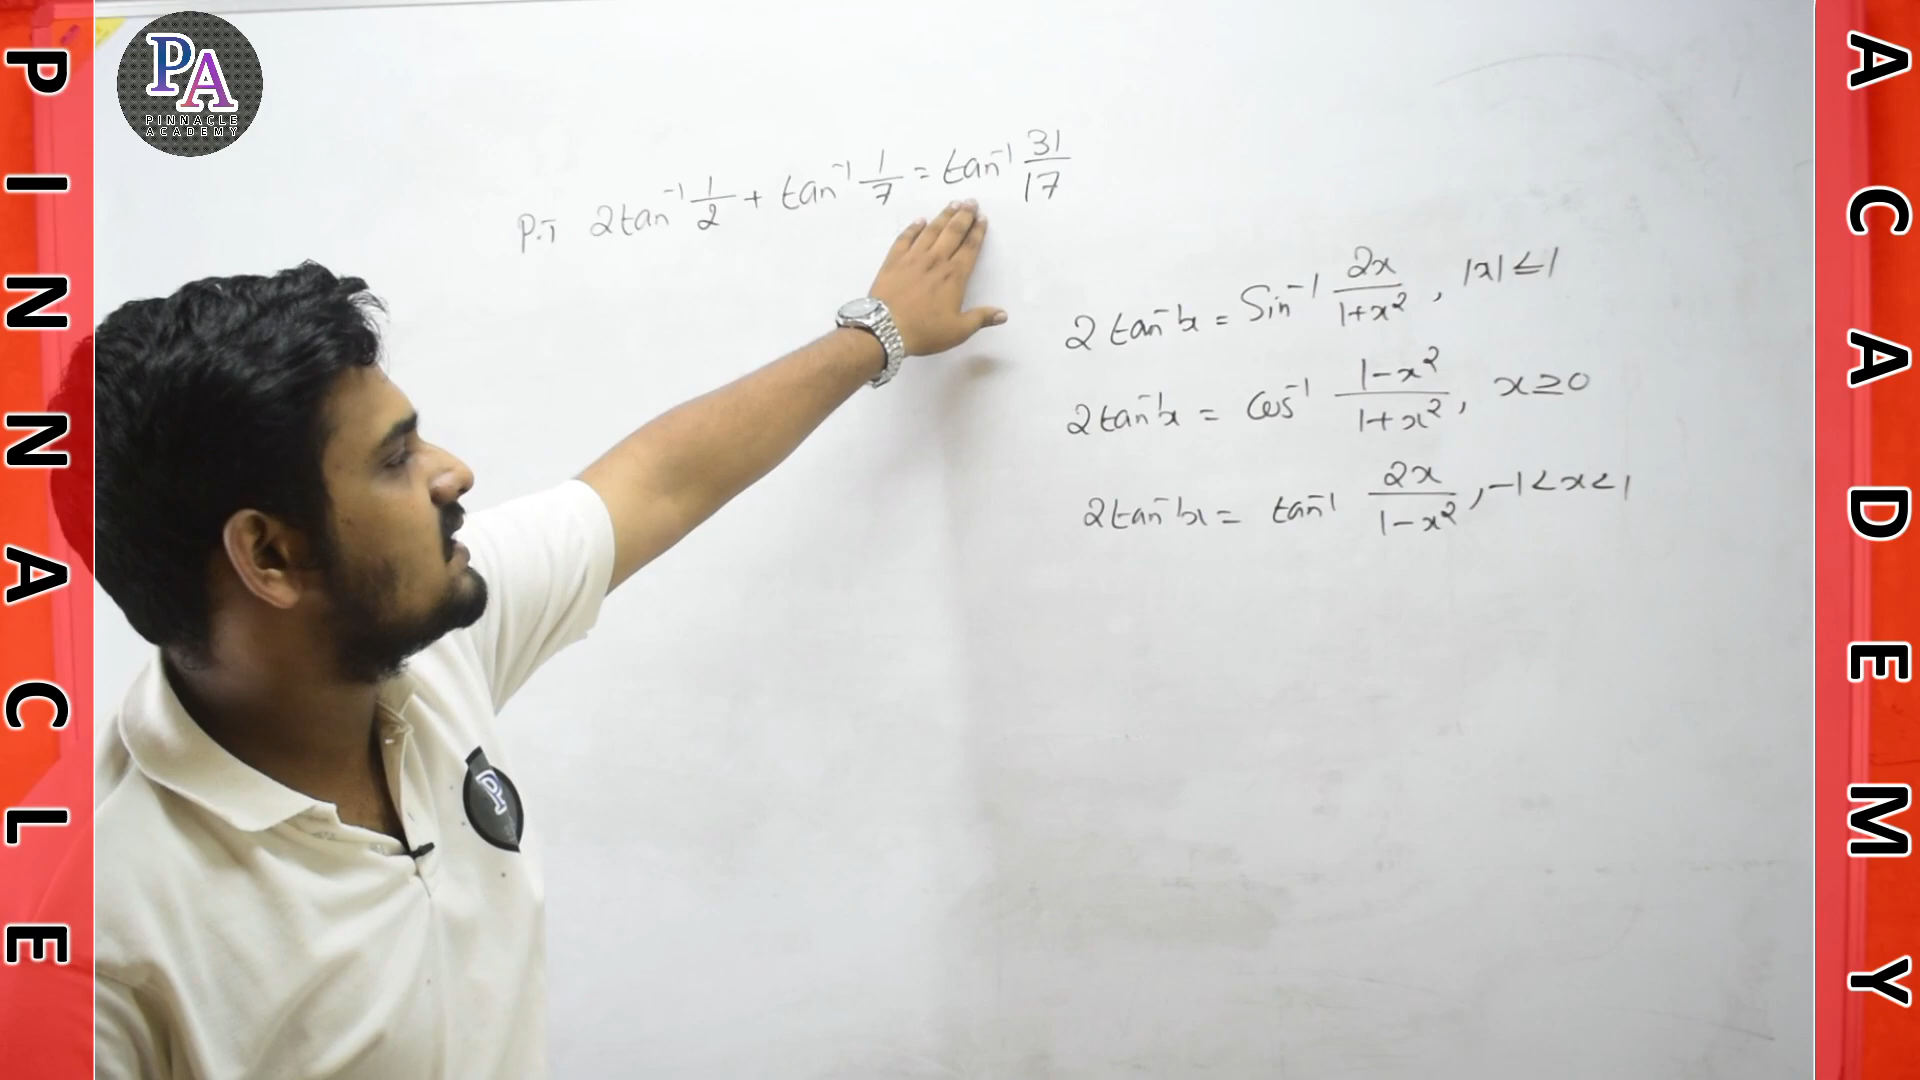 PINNACLE
PA
PINNACLE
ACADEMY
P.T 2tan⁻¹ 1/2 + tan⁻¹ 1/7 = tan⁻¹ 31/17
2 tan⁻¹x = Sin⁻¹ 2x/1+x², |x| ≤ 1
2tan⁻¹x = Cos⁻¹ 1-x²/1+x², x ≥ 0
2tan⁻¹x = tan⁻¹ 2x/1-x², -1 < x < 1
P
ACADEMY